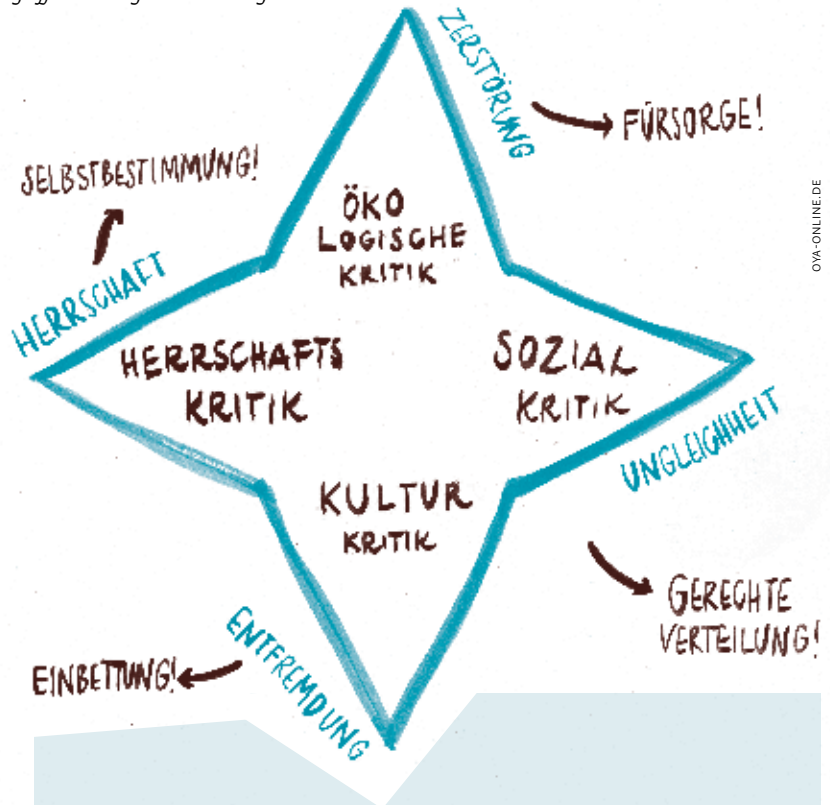 ZERSTÖRUNG
FÜRSORGE!
SELBSTBESTIMMUNG!
OYA-ONLINE.DE
ÖKO
LOGISCHE
KRITIK
HERRSCHAFT
HERRSCHAFTS
KRITIK
SOZIAL
KRITIK
UNGLEICHHEIT
KULTUR
KRITIK
GERECHTE
VERTEILUNG!
ENTFREMDUNG
EINBETTUNG!